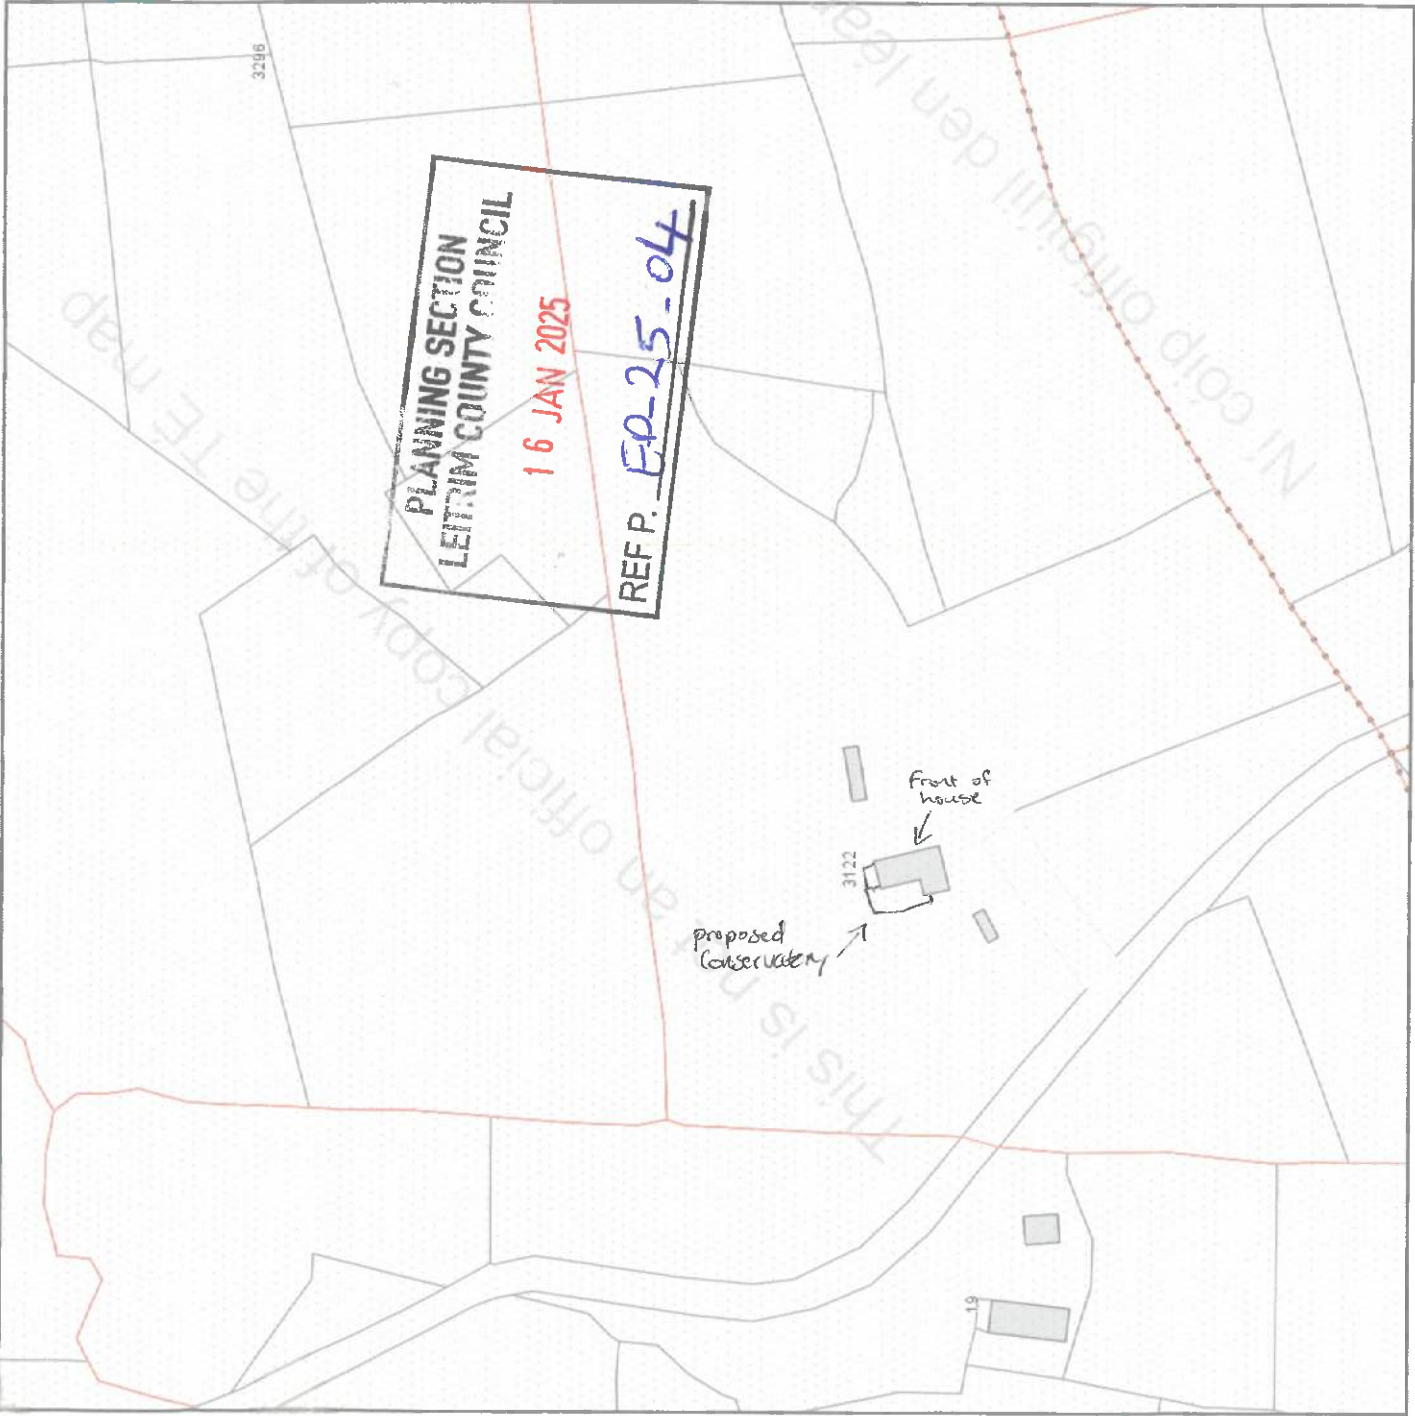 3296
PLANNING SECTION
LEITRIM COUNTY COUNCIL
16 JAN 2025
REF P. ED-25-04
Front of
house
3122
proposed
Conservatory
19
This is not an official copy of the TE map
Ní cóip oifigiúil den léar